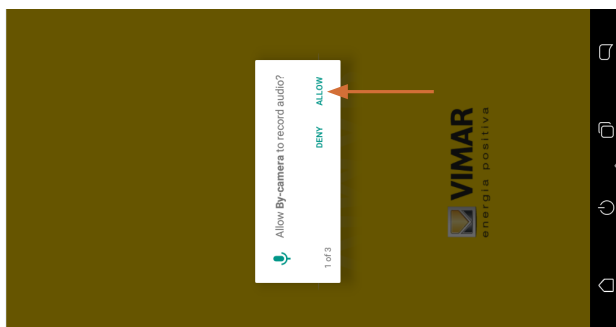 Allow By-camera to record audio?
1 of 3
DENY
ALLOW
VIMAR
energia positiva